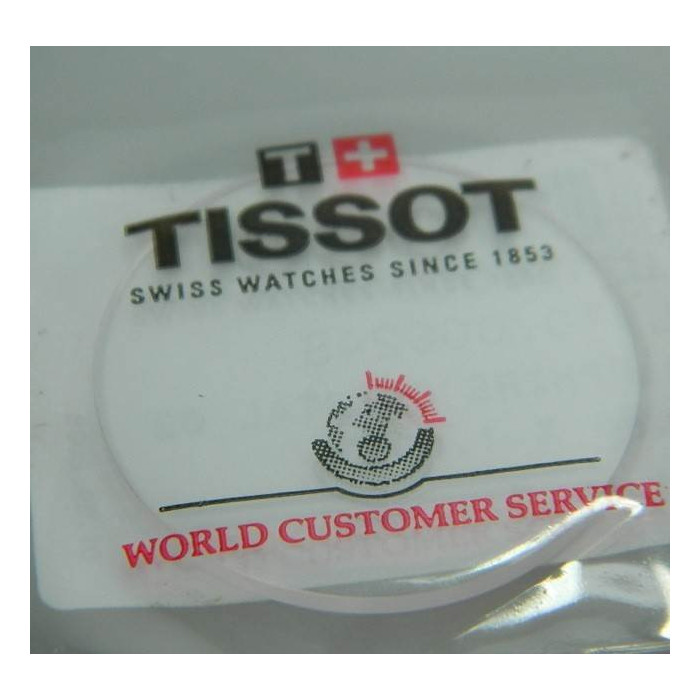 T+
TISSOT
SWISS WATCHES SINCE 1853
WORLD CUSTOMER SERVICE